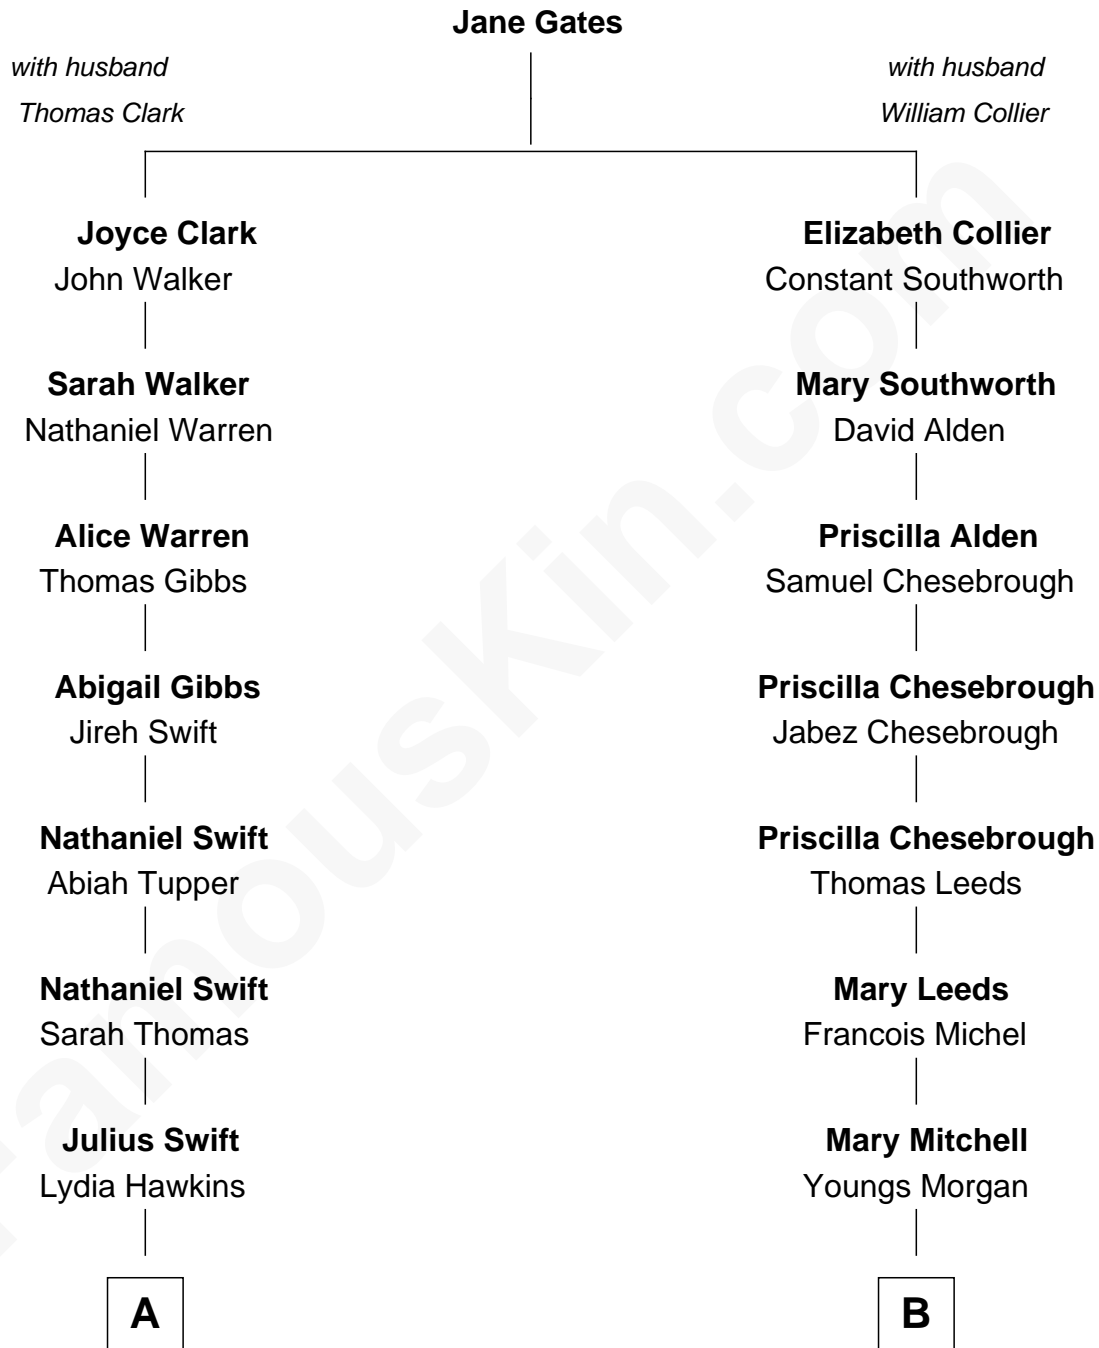 Jane Gates
with husband
Thomas Clark
with husband
William Collier
Joyce Clark
John Walker
Elizabeth Collier
Constant Southworth
Sarah Walker
Nathaniel Warren
Mary Southworth
David Alden
Alice Warren
Thomas Gibbs
Priscilla Alden
Samuel Chesebrough
Abigail Gibbs
Jireh Swift
Priscilla Chesebrough
Jabez Chesebrough
Nathaniel Swift
Abiah Tupper
Priscilla Chesebrough
Thomas Leeds
Nathaniel Swift
Sarah Thomas
Mary Leeds
Francois Michel
Julius Swift
Lydia Hawkins
Mary Mitchell
Youngs Morgan
A
B
FamousKin.com